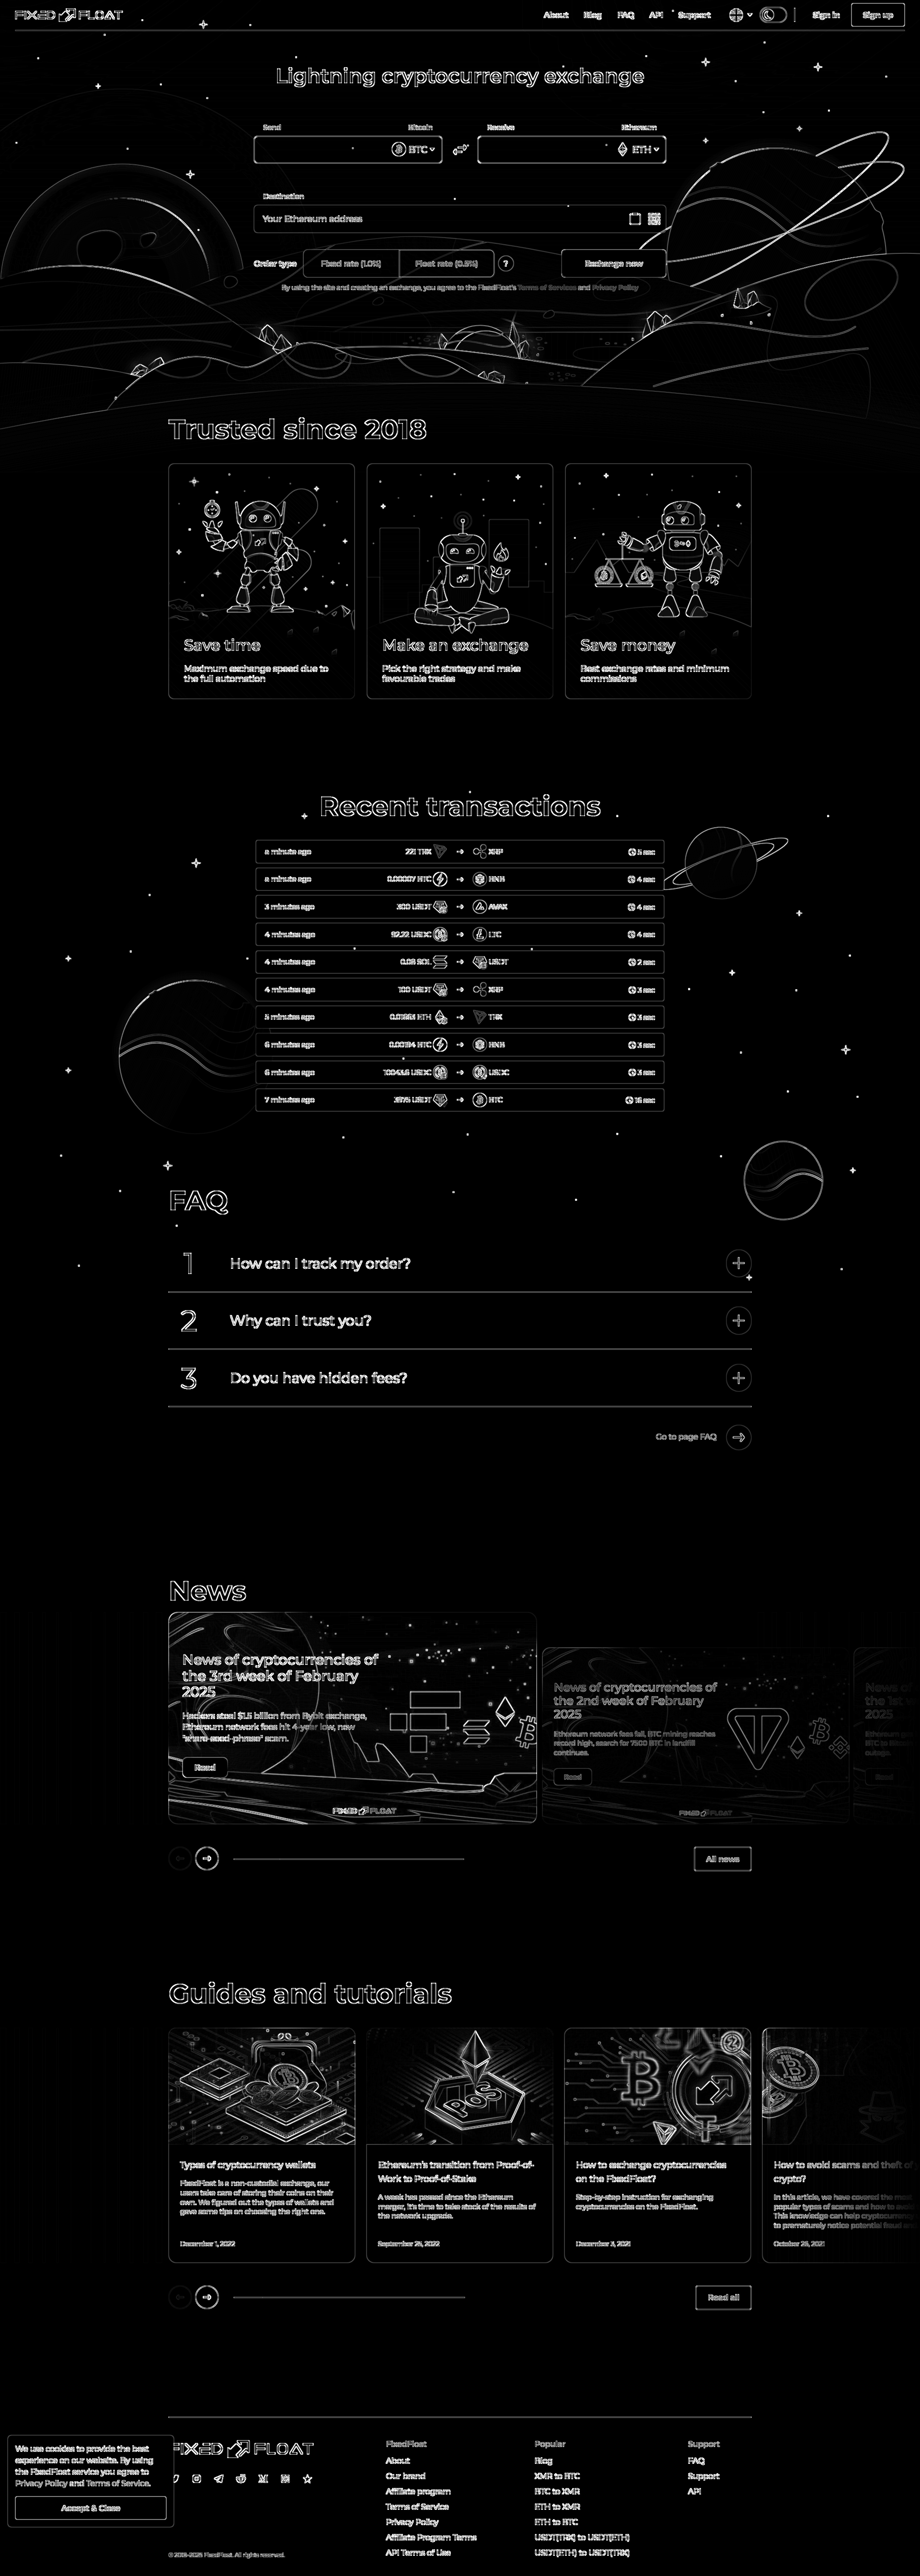 FIXED FLOAT
About Blog FAQ API Support Sign in Sign up
Lightning cryptocurrency exchange
Send Bitcoin Receive Ethereum
BTC ETH
Destination
Your Ethereum address
Order type Fixed rate (1.0%) Float rate (0.5%) ? Exchange now
By using the site and creating an exchange, you agree to the FixedFloat's Terms of Services and Privacy Policy
Trusted since 2018
Save time
Maximum exchange speed due to
the full automation
Make an exchange
Pick the right strategy and make
favourable trades
Save money
Best exchange rates and minimum
commissions
Recent transactions
a minute ago TRX XRP 5 sec
a minute ago 0.00007 BTC 4 sec
3 minutes ago 300 USDT AVAX 4 sec
4 minutes ago 92.22 USDC LTC 4 sec
4 minutes ago 0.08 SOL USDT 2 sec
4 minutes ago 100 USDT XRP 3 sec
5 minutes ago ETH TRX 3 sec
6 minutes ago 0.00194 BTC 3 sec
6 minutes ago USDC USDC 3 sec
7 minutes ago USDT BTC 16 sec
FAQ
1 How can I track my order?
2 Why can I trust you?
3 Do you have hidden fees?
Go to page FAQ
News
News of cryptocurrencies of
the 3rd week of February
2025
Hackers steal $1.5 billion from Bybit exchange,
Ethereum network fees hit 4-year low, new
"share-seed-phrase" scam.
Read
FIXED FLOAT
News of cryptocurrencies of
the 2nd week of February
2025
Ethereum network fees fall, BTC mining reaches
record high, search for 7500 BTC in landfill
continues.
Read
FIXED FLOAT
News
the 1st w
2025
outage.
Read
All news
Guides and tutorials
PoS
Types of cryptocurrency wallets
FixedFloat is a non-custodial exchange, our
users take care of storing their coins on their
own. We figured out the types of wallets and
gave some tips on choosing the right one.
December 1, 2022
Ethereum's transition from Proof-of-
Work to Proof-of-Stake
A week has passed since the Ethereum
merger, it's time to take stock of the results of
the network upgrade.
September 26, 2022
How to exchange cryptocurrencies
on the FixedFloat?
Step-by-step instruction for exchanging
cryptocurrencies on the FixedFloat.
December 3, 2021
How to avoid scams and theft of
crypto?
In this article, we have covered the most
popular types of scams and how to avoid
This knowledge can help cryptocurrency
to prematurely notice potential fraud
October 26, 2021
Read all
We use cookies to provide the best
experience on our website. By using
the FixedFloat service you agree to
Privacy Policy and Terms of Service.
Accept & Close
FIXED FLOAT
© 2018-2025 FixedFloat. All rights reserved.
FixedFloat
About
Our brand
Affiliate program
Terms of Service
Privacy Policy
Affiliate Program Terms
API Terms of Use
Popular
Blog
XMR to BTC
BTC to XMR
ETH to XMR
ETH to BTC
USDT(TRX) to USDT(ETH)
USDT(ETH) to USDT(TRX)
Support
FAQ
Support
API